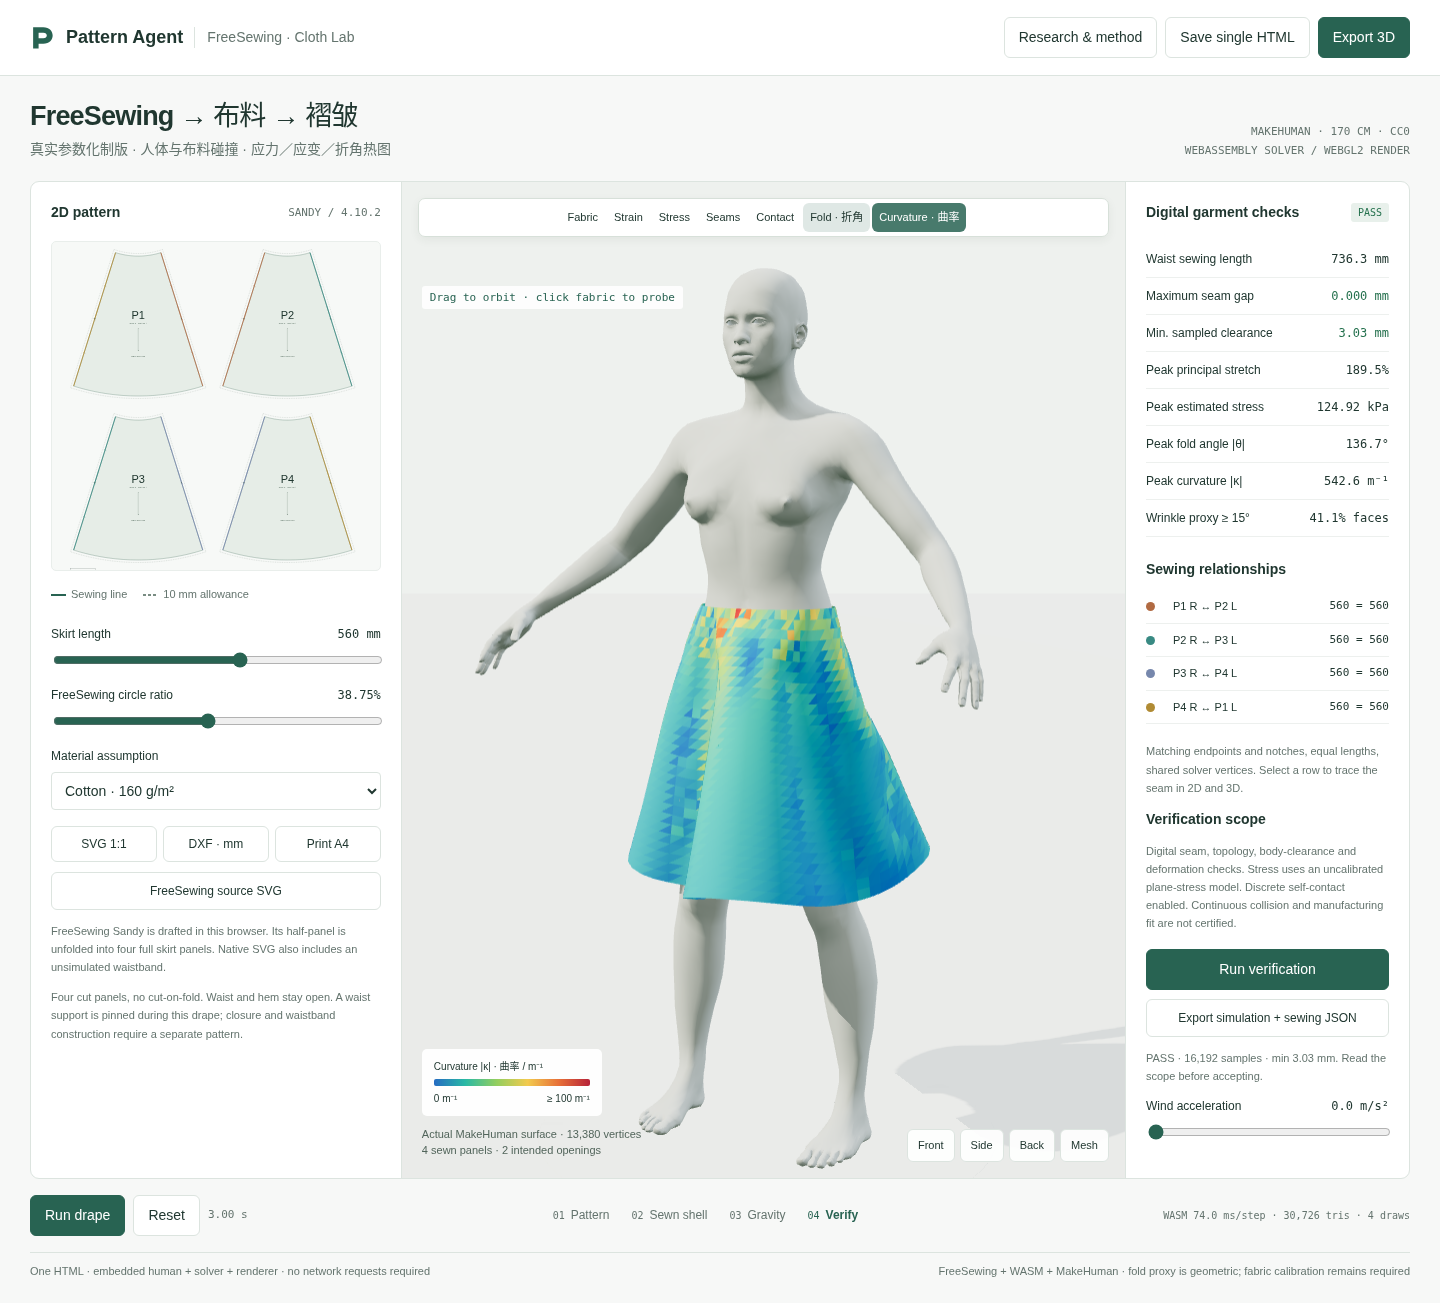 Pattern Agent
FreeSewing · Cloth Lab
Research & method
Save single HTML
Export 3D
FreeSewing → 布料 → 褶皱
真实参数化制版 · 人体与布料碰撞 · 应力／应变／折角热图
MAKEHUMAN · 170 CM · CC0
WEBASSEMBLY SOLVER / WEBGL2 RENDER
2D pattern
SANDY / 4.10.2
P1
P2
P3
P4
Sewing line
10 mm allowance
Skirt length
560 mm
FreeSewing circle ratio
38.75%
Material assumption
Cotton · 160 g/m²
SVG 1:1
DXF · mm
Print A4
FreeSewing source SVG
FreeSewing Sandy is drafted in this browser. Its half-panel is
unfolded into four full skirt panels. Native SVG also includes an
unsimulated waistband.
Four cut panels, no cut-on-fold. Waist and hem stay open. A waist
support is pinned during this drape; closure and waistband
construction require a separate pattern.
Fabric
Strain
Stress
Seams
Contact
Fold · 折角
Curvature · 曲率
Drag to orbit · click fabric to probe
Curvature |κ| · 曲率 / m⁻¹
0 m⁻¹
≥ 100 m⁻¹
Actual MakeHuman surface · 13,380 vertices
4 sewn panels · 2 intended openings
Front
Side
Back
Mesh
Digital garment checks
PASS
Waist sewing length
736.3 mm
Maximum seam gap
0.000 mm
Min. sampled clearance
3.03 mm
Peak principal stretch
189.5%
Peak estimated stress
124.92 kPa
Peak fold angle |θ|
136.7°
Peak curvature |κ|
542.6 m⁻¹
Wrinkle proxy ≥ 15°
41.1% faces
Sewing relationships
P1 R ↔ P2 L
560 = 560
P2 R ↔ P3 L
560 = 560
P3 R ↔ P4 L
560 = 560
P4 R ↔ P1 L
560 = 560
Matching endpoints and notches, equal lengths,
shared solver vertices. Select a row to trace the
seam in 2D and 3D.
Verification scope
Digital seam, topology, body-clearance and
deformation checks. Stress uses an uncalibrated
plane-stress model. Discrete self-contact
enabled. Continuous collision and manufacturing
fit are not certified.
Run verification
Export simulation + sewing JSON
PASS · 16,192 samples · min 3.03 mm. Read the
scope before accepting.
Wind acceleration
0.0 m/s²
Run drape
Reset
3.00 s
01 Pattern
02 Sewn shell
03 Gravity
04 Verify
WASM 74.0 ms/step · 30,726 tris · 4 draws
One HTML · embedded human + solver + renderer · no network requests required
FreeSewing + WASM + MakeHuman · fold proxy is geometric; fabric calibration remains required